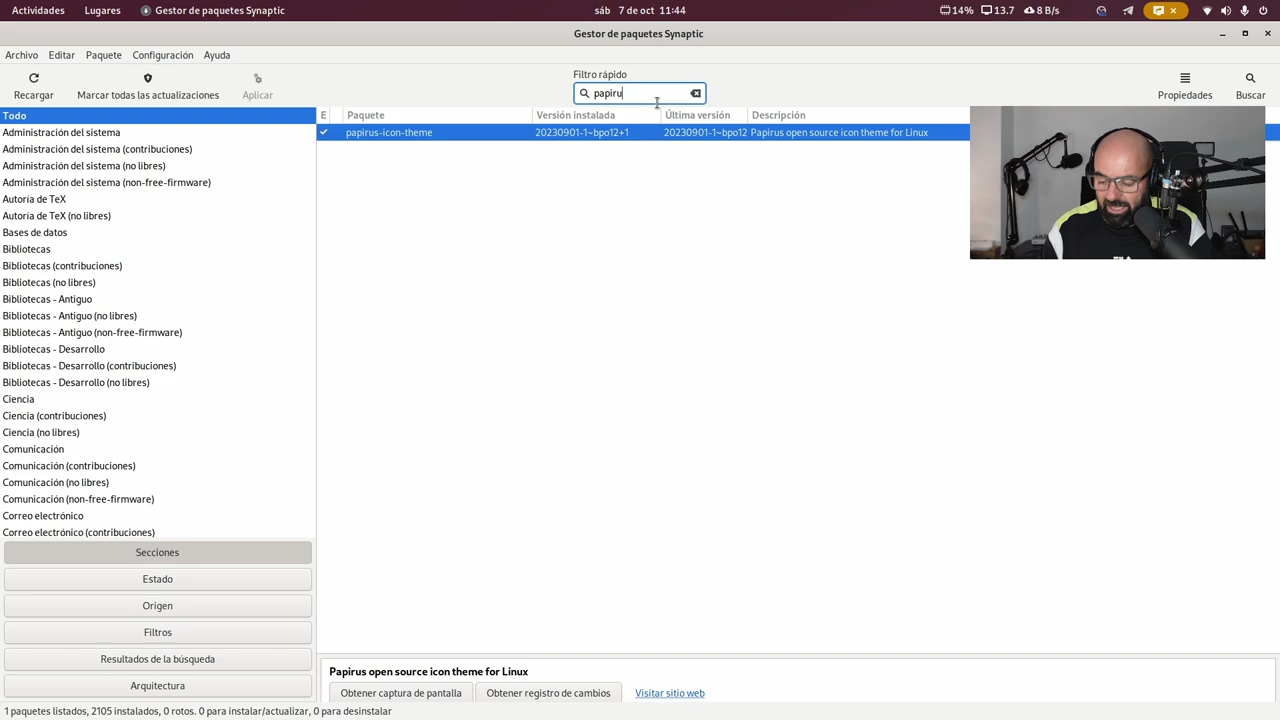 Actividades Lugares Gestor de paquetes Synaptic sáb 7 de oct 11:44 14% 13.7 8 B/s
Gestor de paquetes Synaptic
Archivo Editar Paquete Configuración Ayuda
Filtro rápido
Recargar Marcar todas las actualizaciones Aplicar papiru Propiedades Buscar
Todo
Administración del sistema
Administración del sistema (contribuciones)
Administración del sistema (no libres)
Administración del sistema (non-free-firmware)
Autoría de TeX
Autoría de TeX (no libres)
Bases de datos
Bibliotecas
Bibliotecas (contribuciones)
Bibliotecas (no libres)
Bibliotecas - Antiguo
Bibliotecas - Antiguo (no libres)
Bibliotecas - Antiguo (non-free-firmware)
Bibliotecas - Desarrollo
Bibliotecas - Desarrollo (contribuciones)
Bibliotecas - Desarrollo (no libres)
Ciencia
Ciencia (contribuciones)
Ciencia (no libres)
Comunicación
Comunicación (contribuciones)
Comunicación (no libres)
Comunicación (non-free-firmware)
Correo electrónico
Correo electrónico (contribuciones)
Secciones
Estado
Origen
Filtros
Resultados de la búsqueda
Arquitectura
E Paquete Versión instalada Última versión Descripción
papirus-icon-theme 20230901-1~bpo12+1 20230901-1~bpo12 Papirus open source icon theme for Linux
Papirus open source icon theme for Linux
Obtener captura de pantalla Obtener registro de cambios Visitar sitio web
1 paquetes listados, 2105 instalados, 0 rotos. 0 para instalar/actualizar, 0 para desinstalar